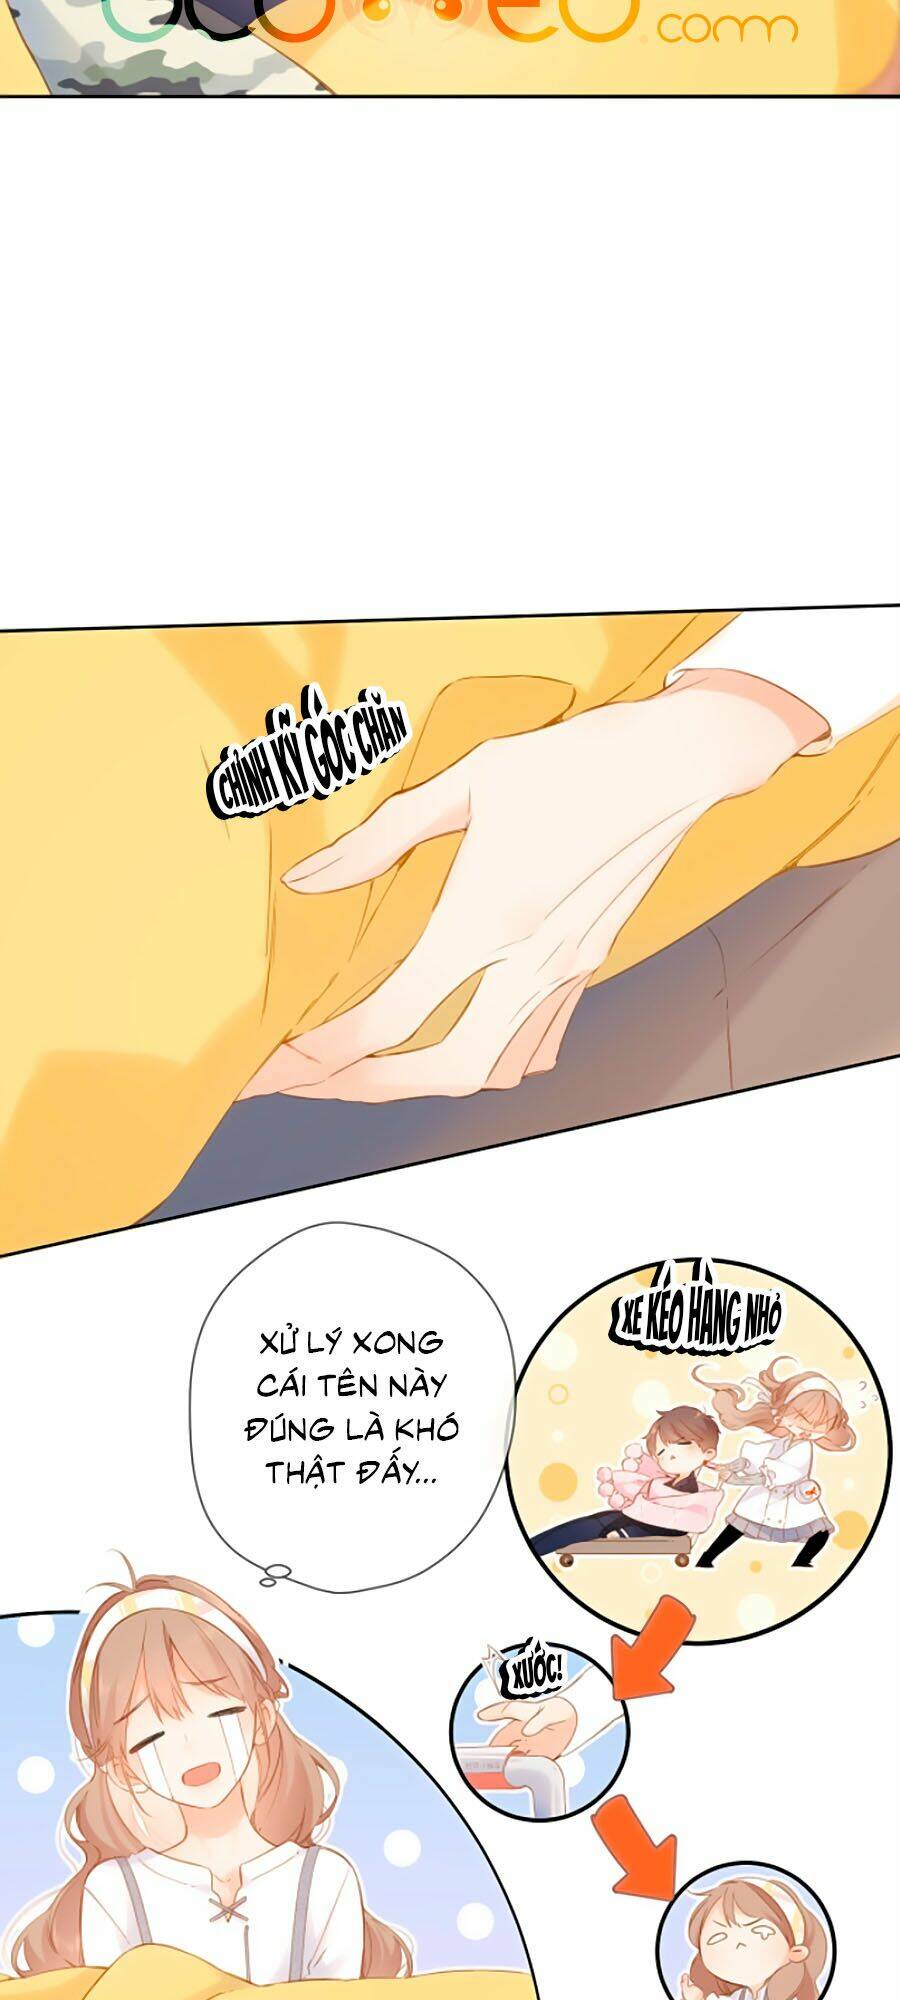 .comn
CHỈNH KỸ GÓC CHĂN
XE KÉO HÀNG NHỎ
XỬ LÝ XONG
CÁI TÊN NÀY
ĐÚNG LÀ KHÓ
THẬT ĐẤY...
XƯỚC!